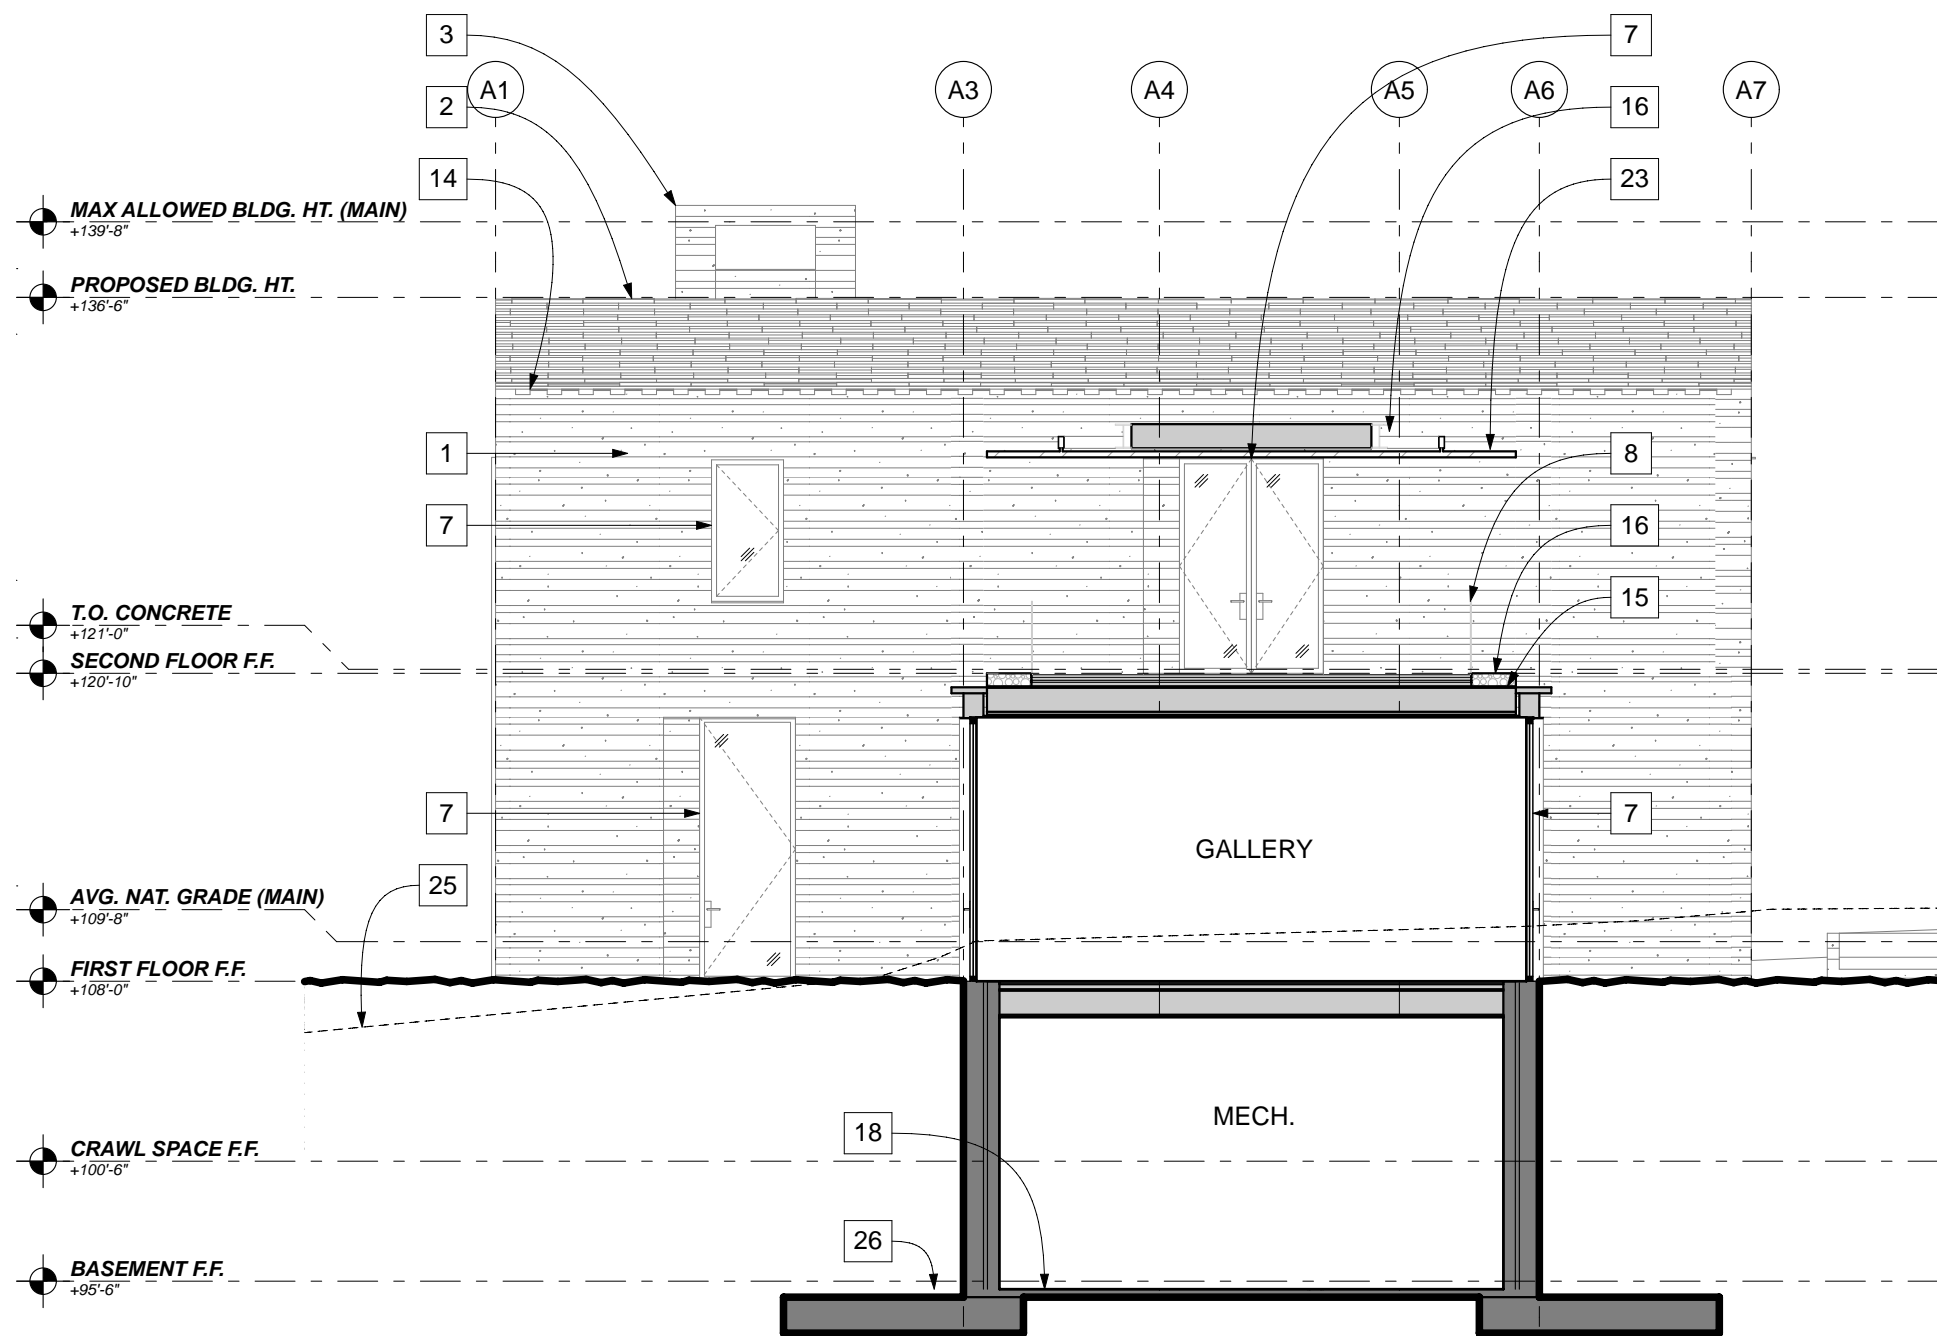 3
7
A1
A3
A4
A5
A6
A7
2
16
14
23
MAX ALLOWED BLDG. HT. (MAIN)
+139'-8"
PROPOSED BLDG. HT.
+136'-6"
1
8
7
16
15
T.O. CONCRETE
+121'-0"
SECOND FLOOR F.F.
+120'-10"
7
7
GALLERY
25
AVG. NAT. GRADE (MAIN)
+109'-8"
FIRST FLOOR F.F.
+108'-0"
MECH.
18
CRAWL SPACE F.F.
+100'-6"
26
BASEMENT F.F.
+95'-6"